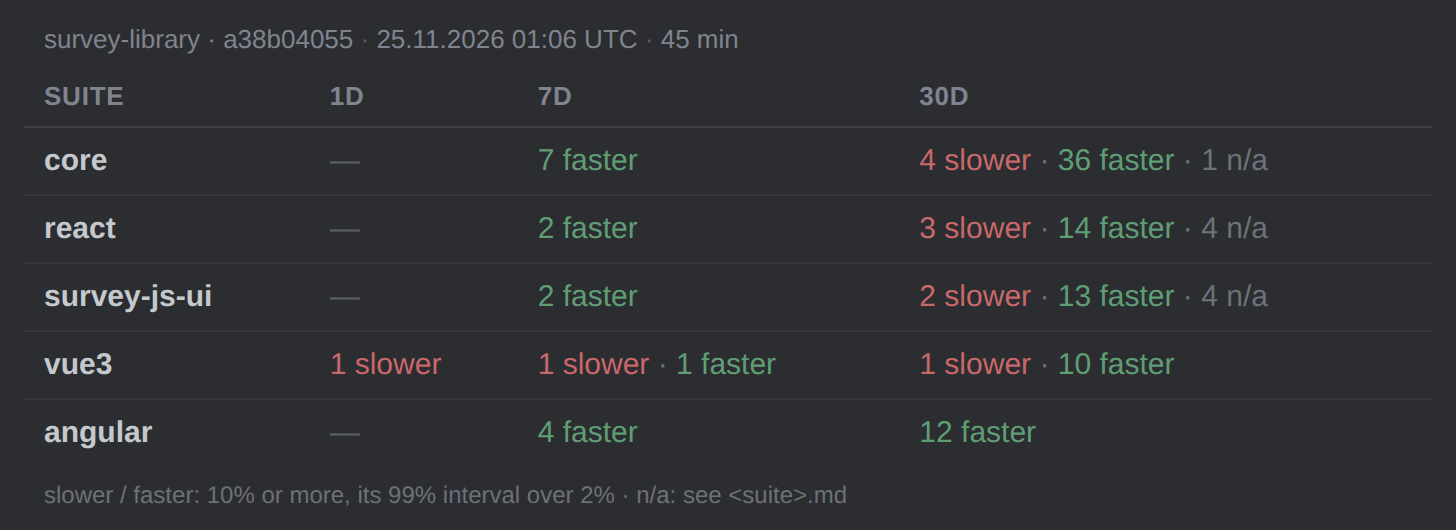 survey-library · a38b04055 · 25.11.2026 01:06 UTC · 45 min
SUITE 1D 7D 30D
core — 7 faster 4 slower · 36 faster · 1 n/a
react — 2 faster 3 slower · 14 faster · 4 n/a
survey-js-ui — 2 faster 2 slower · 13 faster · 4 n/a
vue3 1 slower 1 slower · 1 faster 1 slower · 10 faster
angular — 4 faster 12 faster
slower / faster: 10% or more, its 99% interval over 2% · n/a: see <suite>.md